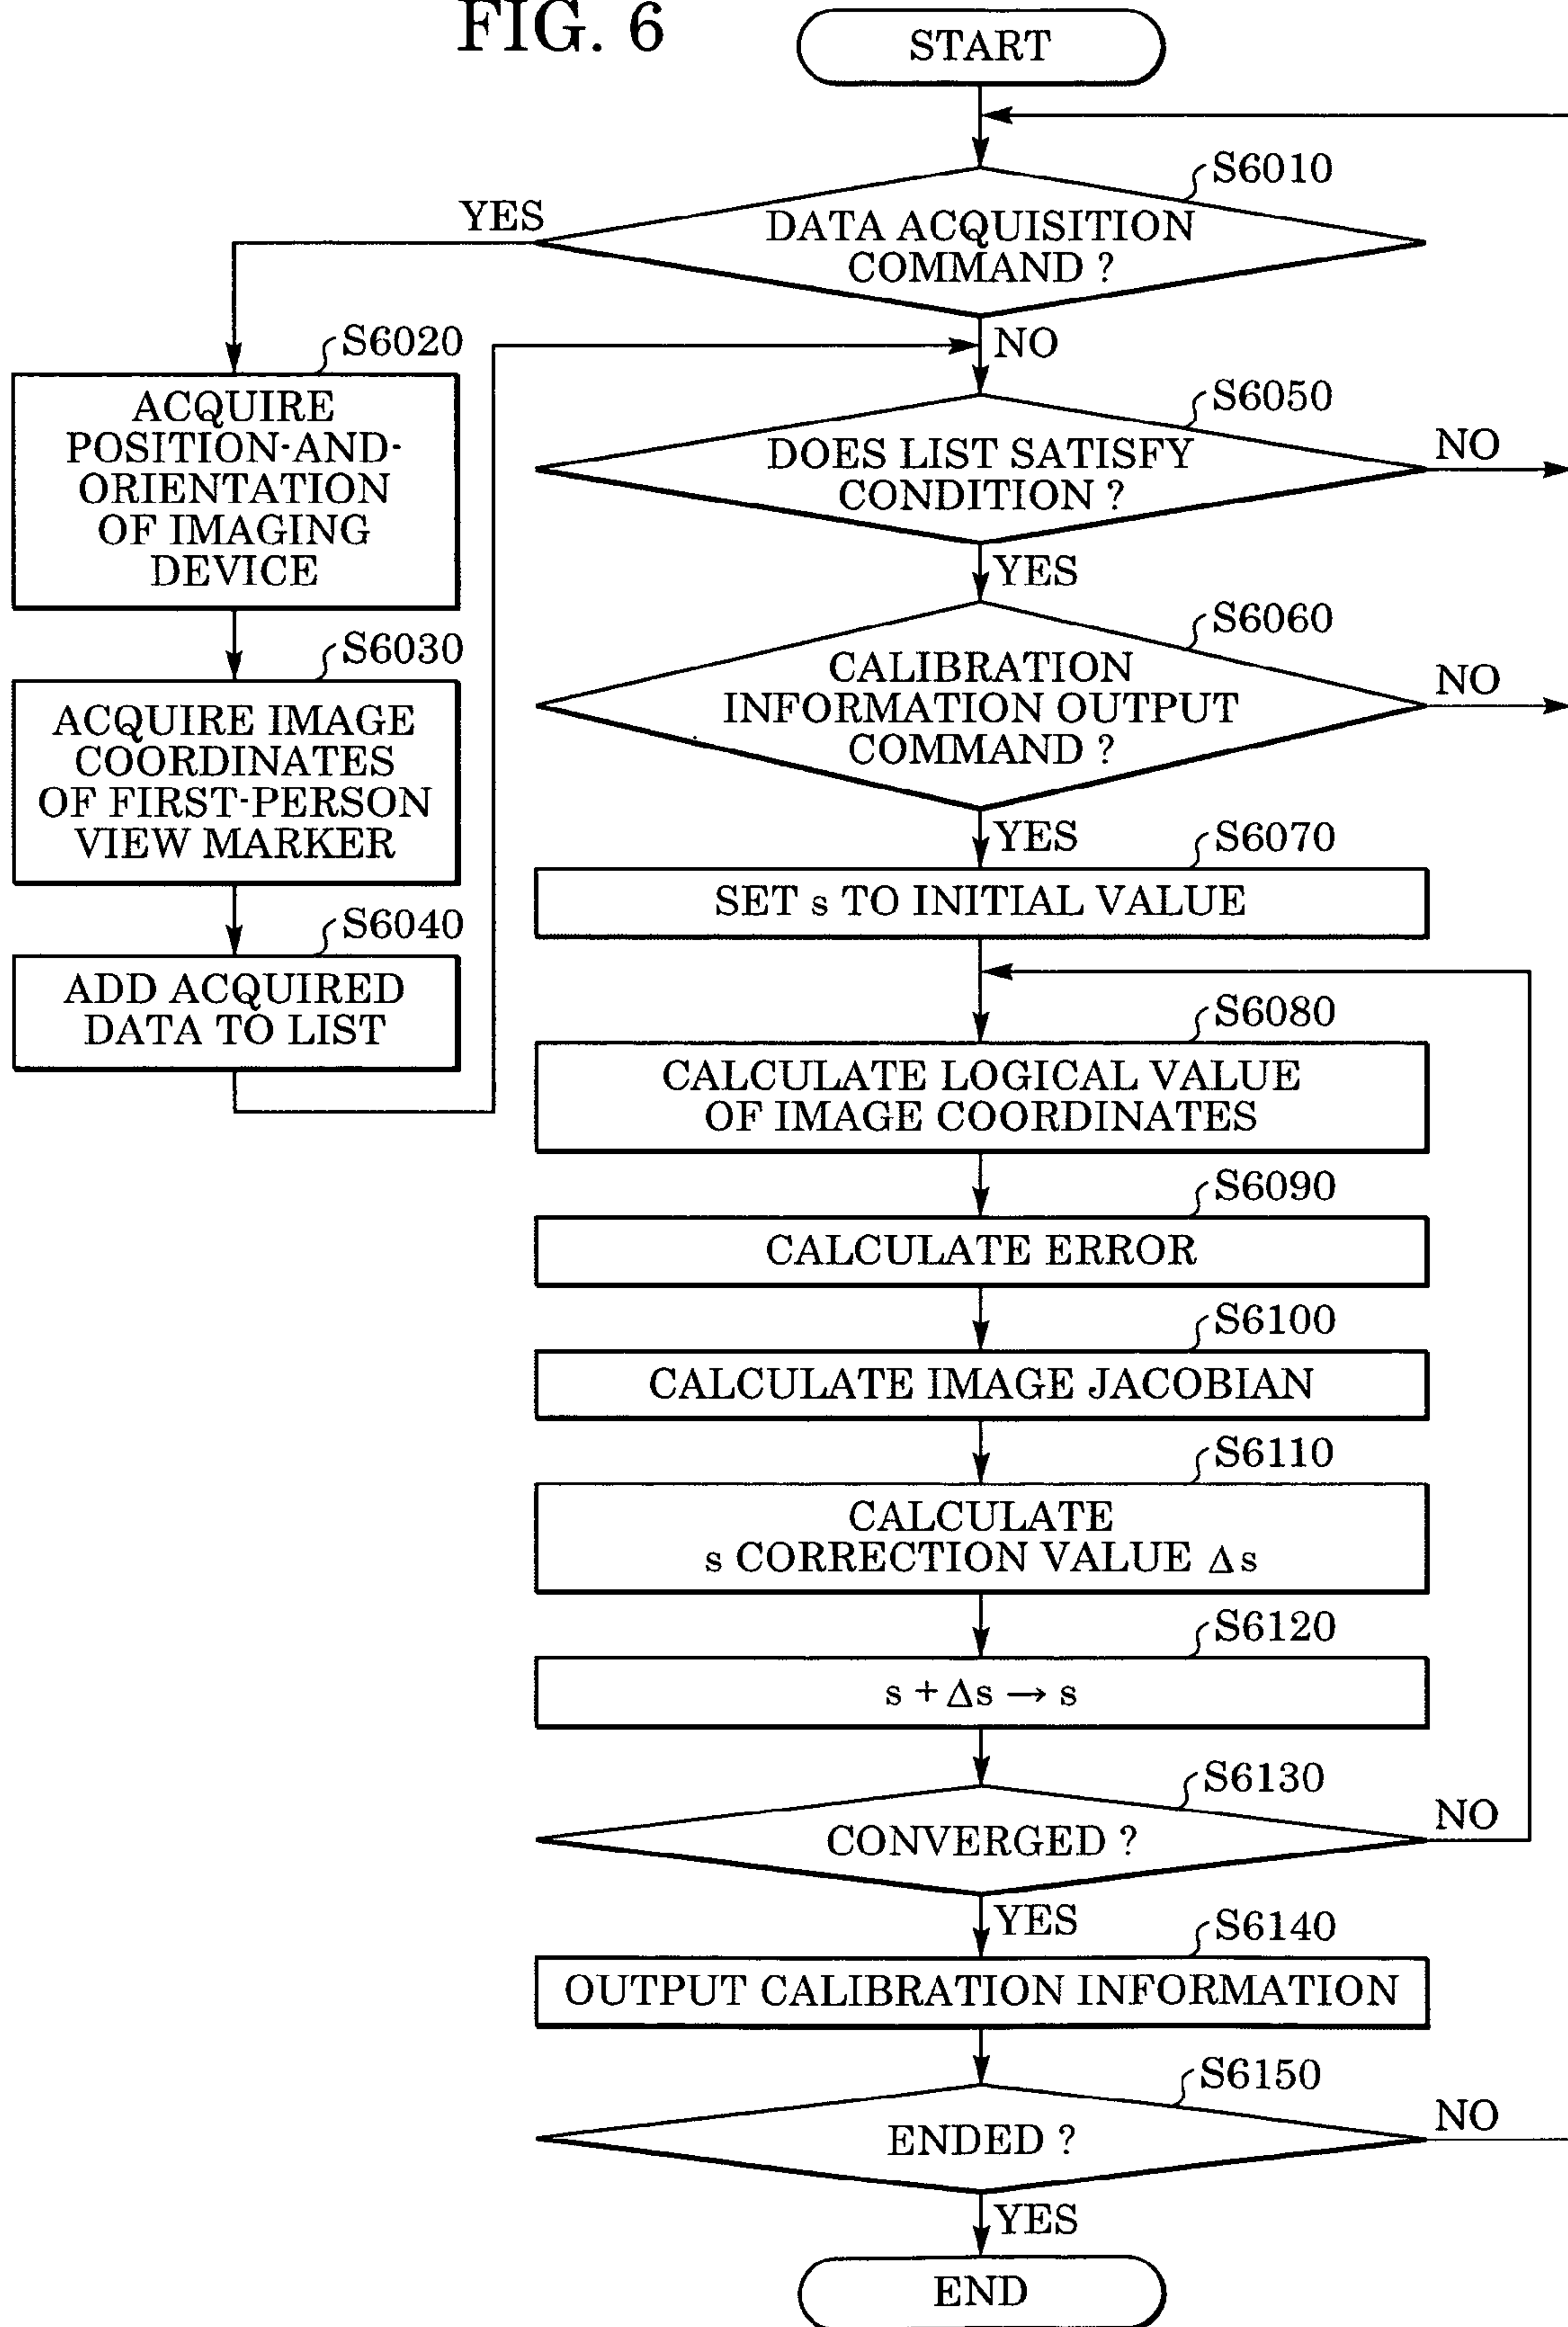 FIG. 6
START
S6010
YES
DATA ACQUISITION
COMMAND ?
NO
S6020
ACQUIRE
POSITION-AND-
ORIENTATION
OF IMAGING
DEVICE
S6030
ACQUIRE IMAGE
COORDINATES
OF FIRST-PERSON
VIEW MARKER
S6040
ADD ACQUIRED
DATA TO LIST
S6050
DOES LIST SATISFY
CONDITION ?
NO
YES
S6060
CALIBRATION
INFORMATION OUTPUT
COMMAND ?
NO
YES
S6070
SET s TO INITIAL VALUE
S6080
CALCULATE LOGICAL VALUE
OF IMAGE COORDINATES
S6090
CALCULATE ERROR
S6100
CALCULATE IMAGE JACOBIAN
S6110
CALCULATE
s CORRECTION VALUE Δs
S6120
s + Δs → s
S6130
CONVERGED ?
NO
YES
S6140
OUTPUT CALIBRATION INFORMATION
S6150
ENDED ?
NO
YES
END